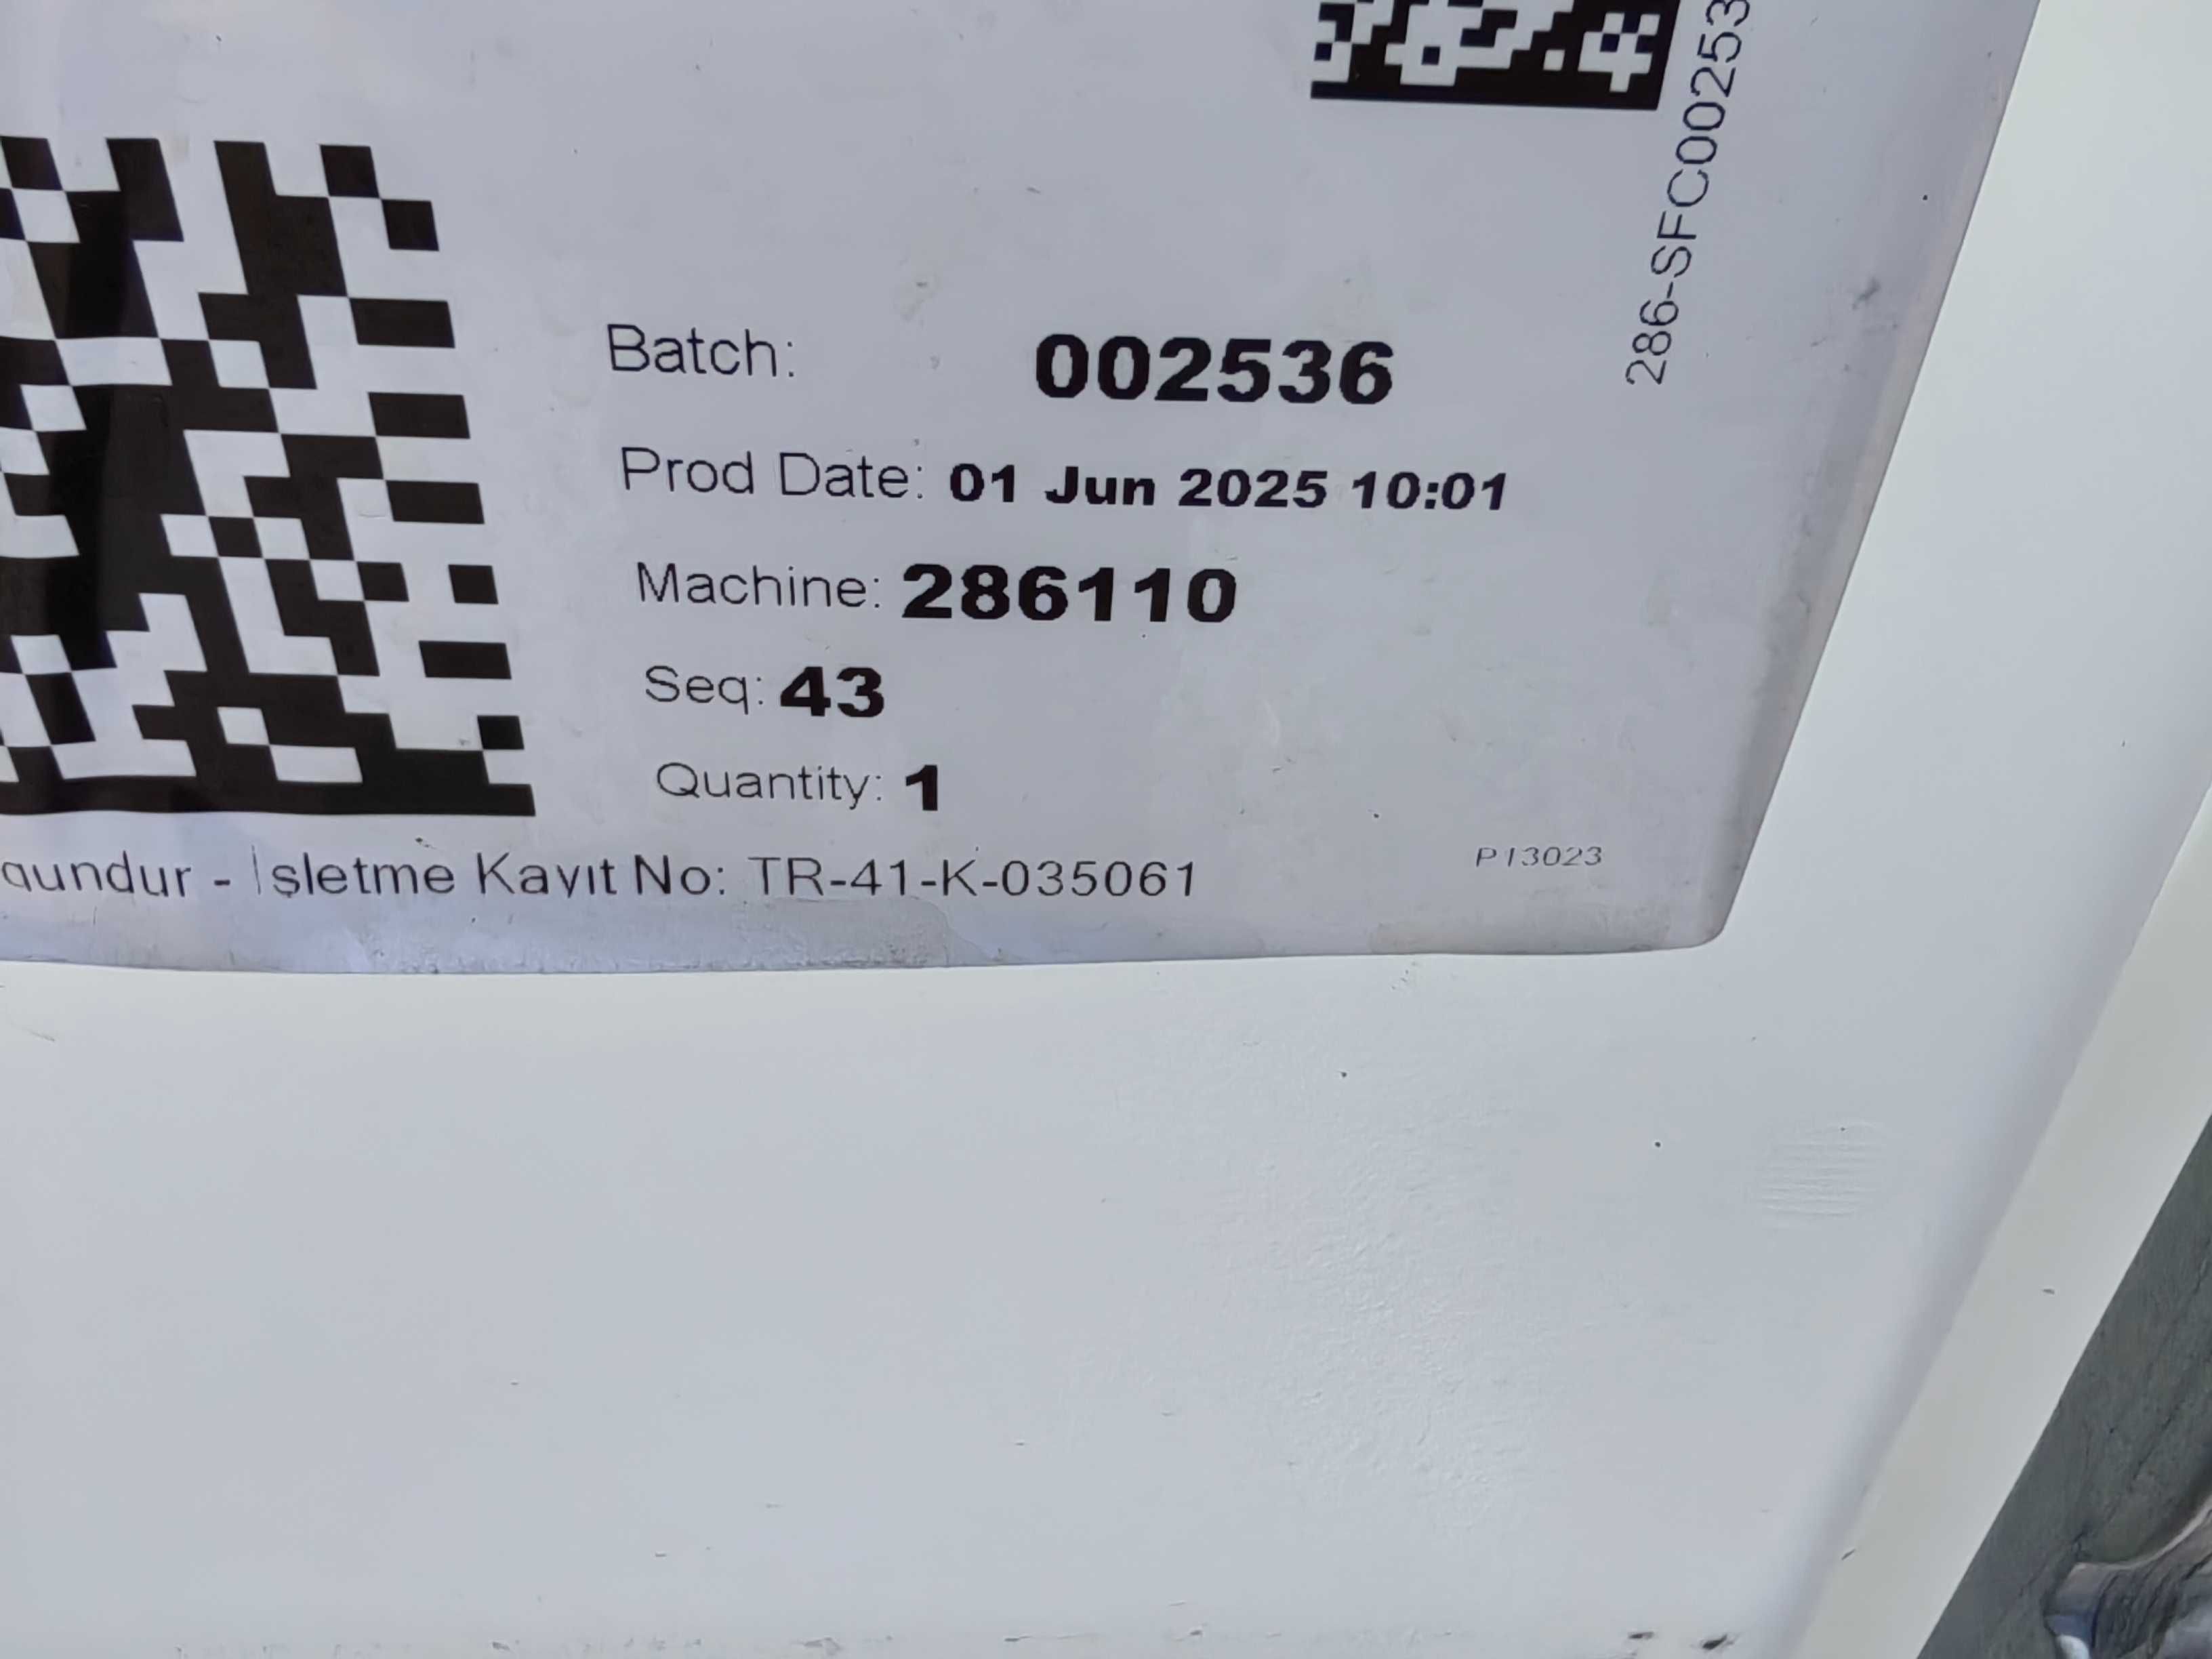 286-SFC00253
Batch: 002536
Prod Date: 01 Jun 2025 10:01
Machine: 286110
Seq: 43
Quantity: 1
gundur - İşletme Kayıt No: TR-41-K-035061
P13023